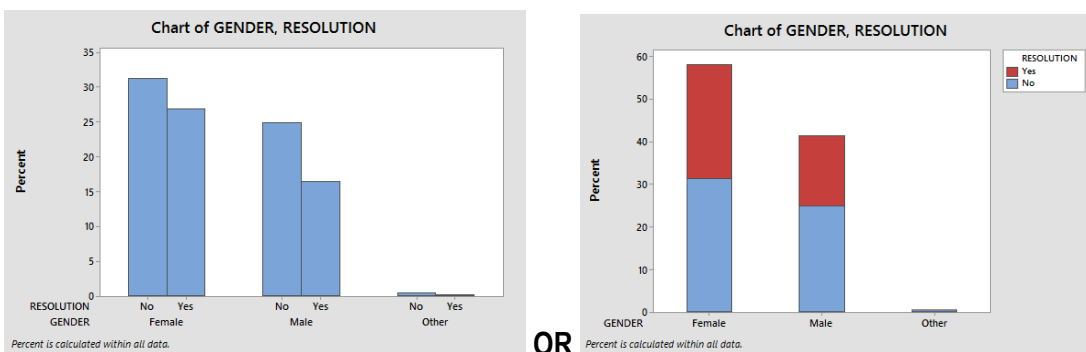 Chart of GENDER, RESOLUTION
35
30
25
20
15
10
5
0
Percent
RESOLUTION No Yes No Yes No Yes
GENDER Female Male Other
Percent is calculated within all data.
OR
Chart of GENDER, RESOLUTION
60
50
40
30
20
10
0
Percent
RESOLUTION
Yes
No
GENDER Female Male Other
Percent is calculated within all data.